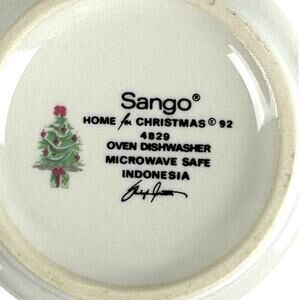 Sango®
HOME for CHRISTMAS © 92
4829
OVEN DISHWASHER
MICROWAVE SAFE
INDONESIA